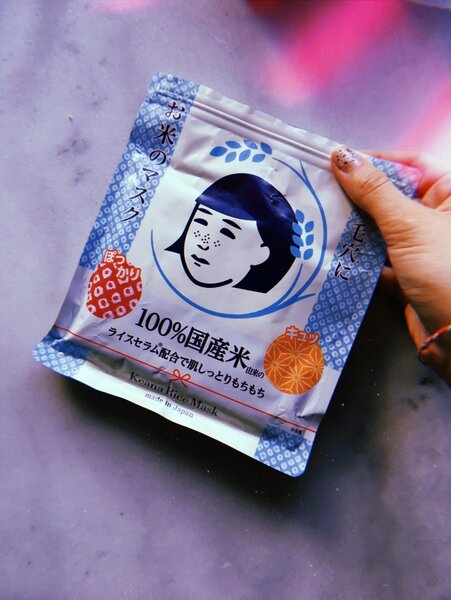 お米のマスク
毛穴に
ぽっかり
キュッ
100%国産米由来の
ライスセラム®配合で肌しっとりもちもち
Keana Rice Mask
made in Japan